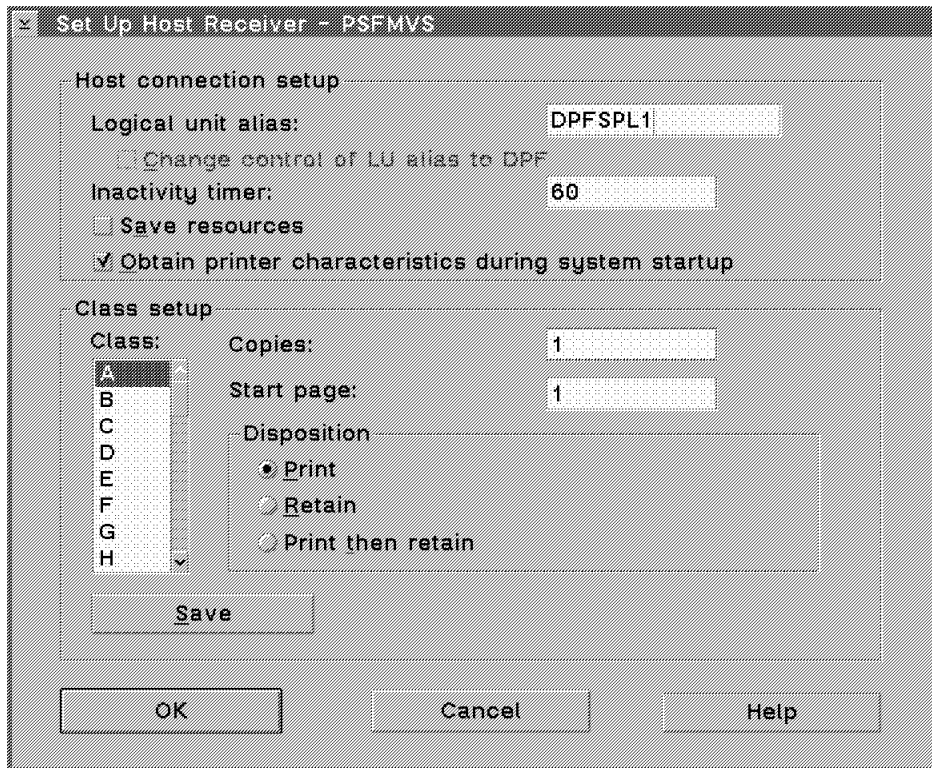 Set Up Host Receiver - PSFMVS
Host connection setup
Logical unit alias: DPFSPL1
Change control of LU alias to DPF
Inactivity timer: 60
Save resources
Obtain printer characteristics during system startup
Class setup
Class:
Copies: 1
A
Start page: 1
B
C
Disposition
D
Print
E
F
Retain
G
Print then retain
H
Save
OK Cancel Help